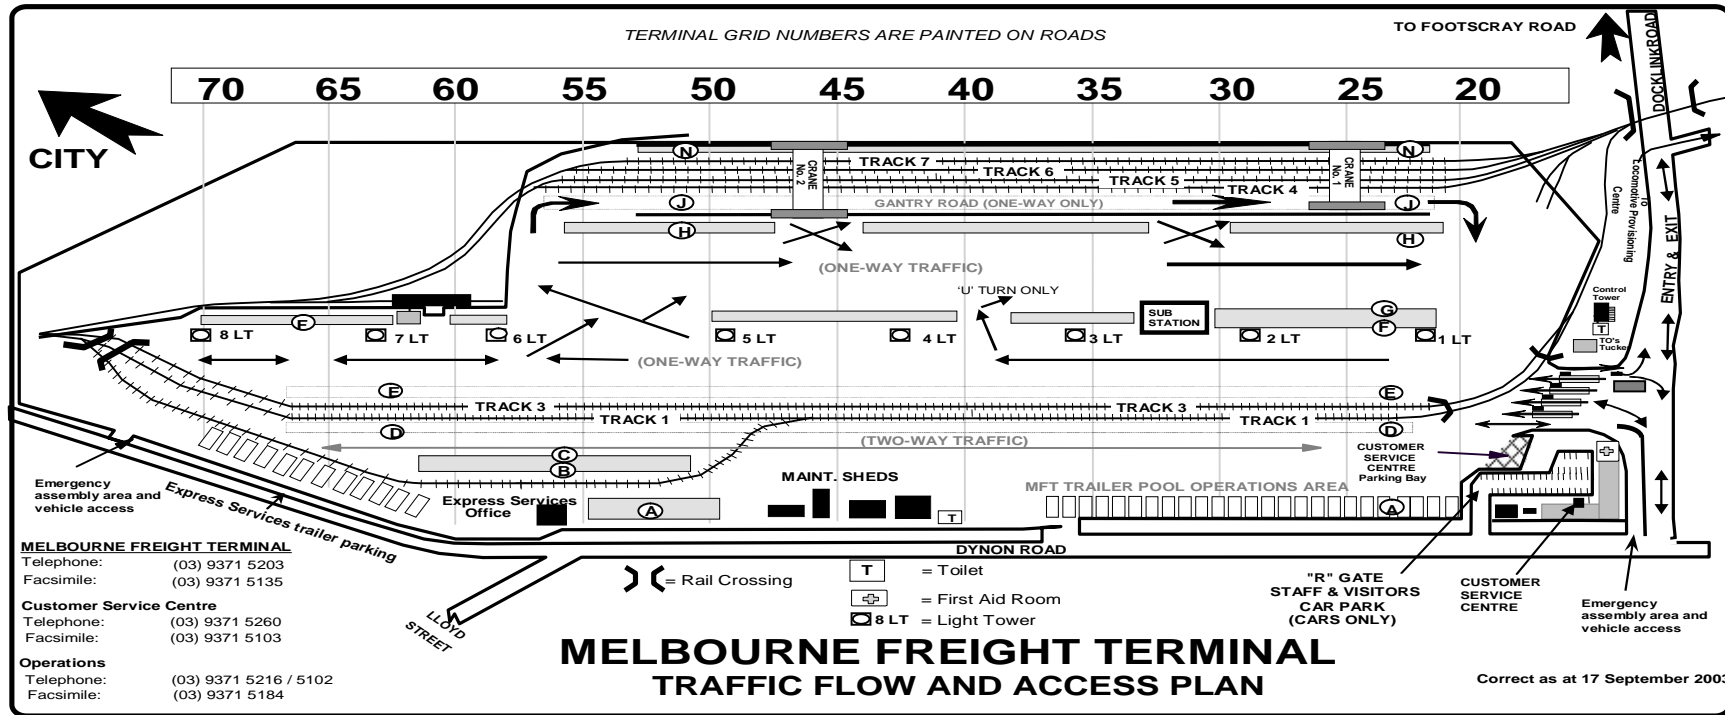 TERMINAL GRID NUMBERS ARE PAINTED ON ROADS
TO FOOTSCRAY ROAD
DOCKLINKROAD
70 65 60 55 50 45 40 35 30 25 20
CITY
N
N
TRACK 7
TRACK 6
TRACK 5
TRACK 4
CRANE
No. 2
CRANE
No. 1
J
GANTRY ROAD (ONE-WAY ONLY)
J
H
H
(ONE-WAY TRAFFIC)
'U' TURN ONLY
To
Locomotive Provisioning
Centre
ENTRY & EXIT
Control
Tower
T
TO's
Tucker
F
G
F
SUB
STATION
8 LT
7 LT
6 LT
5 LT
4 LT
3 LT
2 LT
1 LT
(ONE-WAY TRAFFIC)
E
E
TRACK 3
TRACK 3
TRACK 1
TRACK 1
D
D
(TWO-WAY TRAFFIC)
C
B
CUSTOMER
SERVICE
CENTRE
Parking Bay
MAINT. SHEDS
MFT TRAILER POOL OPERATIONS AREA
Express Services
Office
A
T
A
Emergency
assembly area and
vehicle access
Express Services trailer parking
DYNON ROAD
LLOYD
STREET
MELBOURNE FREIGHT TERMINAL
Telephone: (03) 9371 5203
Facsimile: (03) 9371 5135
Customer Service Centre
Telephone: (03) 9371 5260
Facsimile: (03) 9371 5103
Operations
Telephone: (03) 9371 5216 / 5102
Facsimile: (03) 9371 5184
= Rail Crossing
T = Toilet
= First Aid Room
8 LT = Light Tower
"R" GATE
STAFF & VISITORS
CAR PARK
(CARS ONLY)
CUSTOMER
SERVICE
CENTRE
Emergency
assembly area and
vehicle access
MELBOURNE FREIGHT TERMINAL
TRAFFIC FLOW AND ACCESS PLAN
Correct as at 17 September 2003